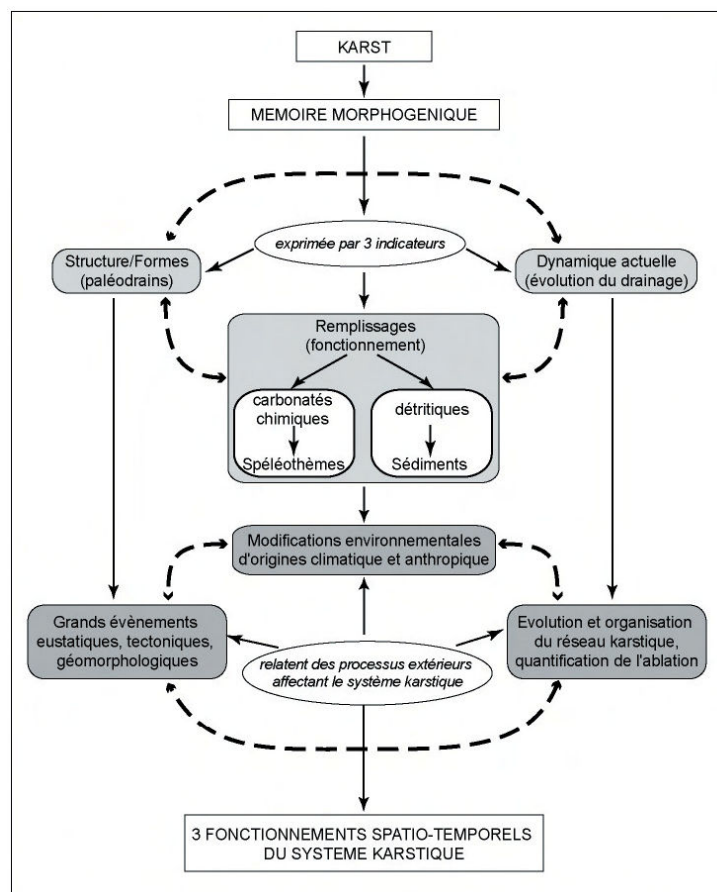 KARST
MEMOIRE MORPHOGENIQUE
exprimée par 3 indicateurs
Structure/Formes
(paléodrains)
Dynamique actuelle
(évolution du drainage)
Remplissages
(fonctionnement)
carbonatés
chimiques
Spéléothèmes
détritiques
Sédiments
Modifications environnementales
d'origines climatique et anthropique
Grands évènements
eustatiques, tectoniques,
géomorphologiques
Evolution et organisation
du réseau karstique,
quantification de l'ablation
relatent des processus extérieurs
affectant le système karstique
3 FONCTIONNEMENTS SPATIO-TEMPORELS
DU SYSTEME KARSTIQUE